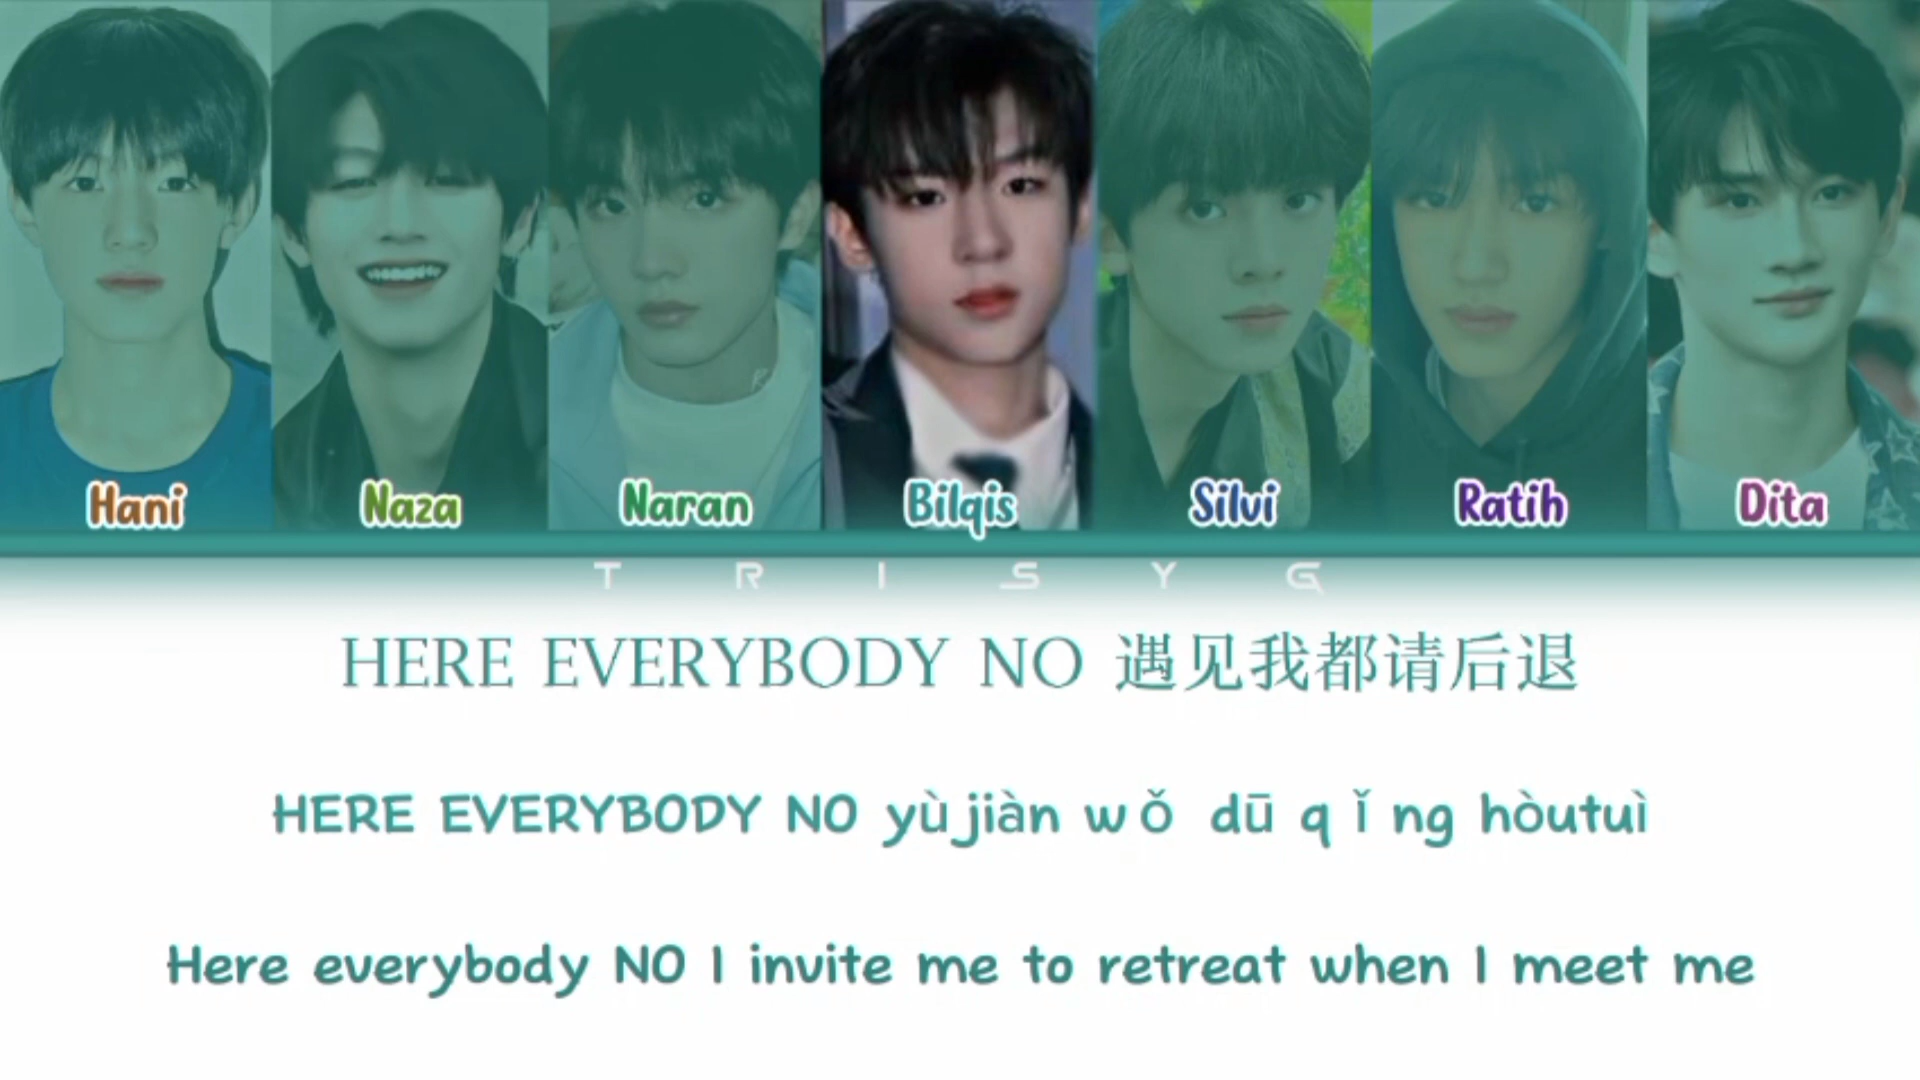 Hani Naza Naran Bilqis Silvi Ratih Dita
TRISYG
HERE EVERYBODY NO 遇见我都请后退
HERE EVERYBODY NO yùjiàn wǒ dū qǐng hòutuì
Here everybody NO I invite me to retreat when I meet me